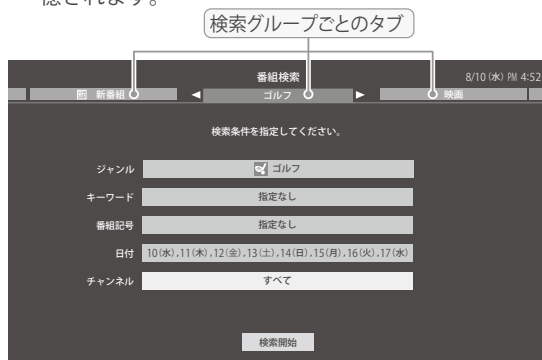 隠されます。
検索グループごとのタブ
番組検索
8/10(水) PM 4:52
新 新番組 ◀ ゴルフ ▶ 映画
検索条件を指定してください。
ジャンル ゴルフ
キーワード 指定なし
番組記号 指定なし
日付 10(水),11(木),12(金),13(土),14(日),15(月),16(火),17(水)
チャンネル すべて
検索開始